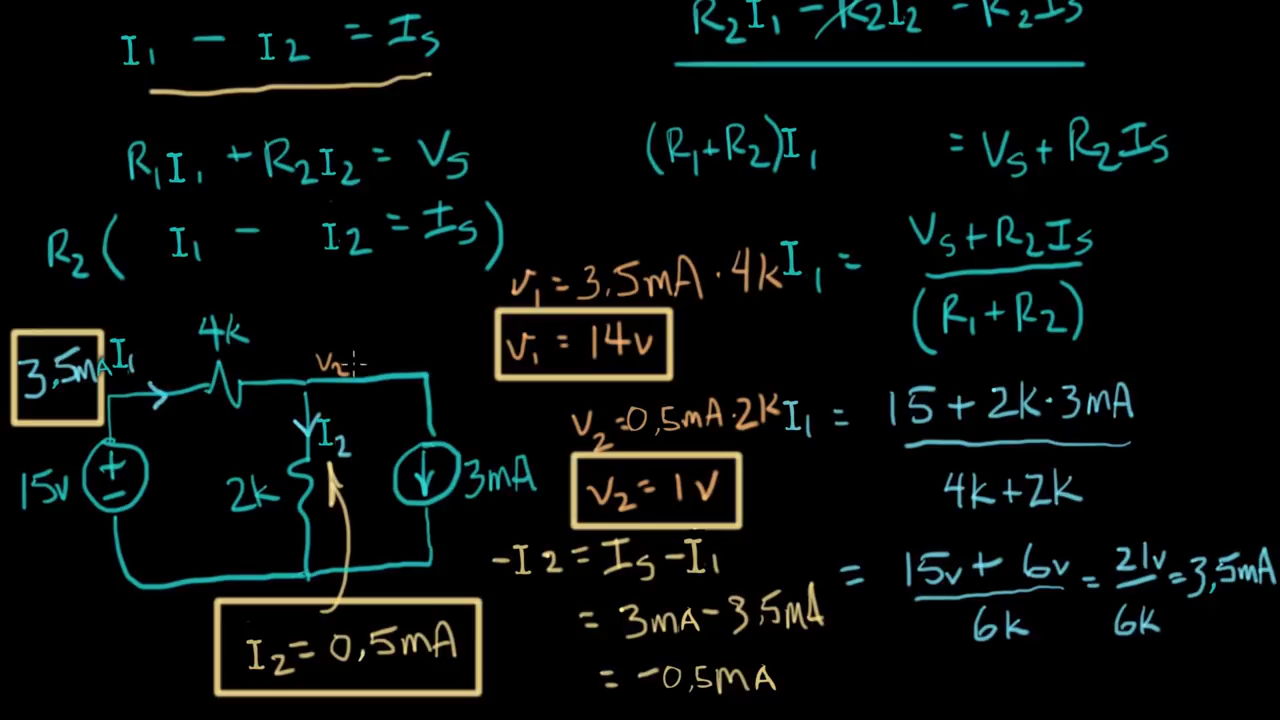 I₁ - I₂ = Iₛ
R₂I₁ - R₂I₂ = R₂Iₛ
R₁I₁ + R₂I₂ = Vₛ
(R₁+R₂)I₁ = Vₛ + R₂Iₛ
R₂( I₁ - I₂ = Iₛ)
I₁ = Vₛ + R₂Iₛ
(R₁ + R₂)
v₁ = 3,5mA · 4k
v₁ = 14v
3,5mA I₁
4k
v₂
I₂
15v
2k
3mA
v₂ = 0,5mA · 2k
v₂ = 1v
I₁ = 15 + 2k · 3mA
4k + 2k
-I₂ = Iₛ - I₁
= 3mA - 3,5mA
= -0,5mA
= 15v + 6v = 21v = 3,5mA
6k 6k
I₂ = 0,5mA